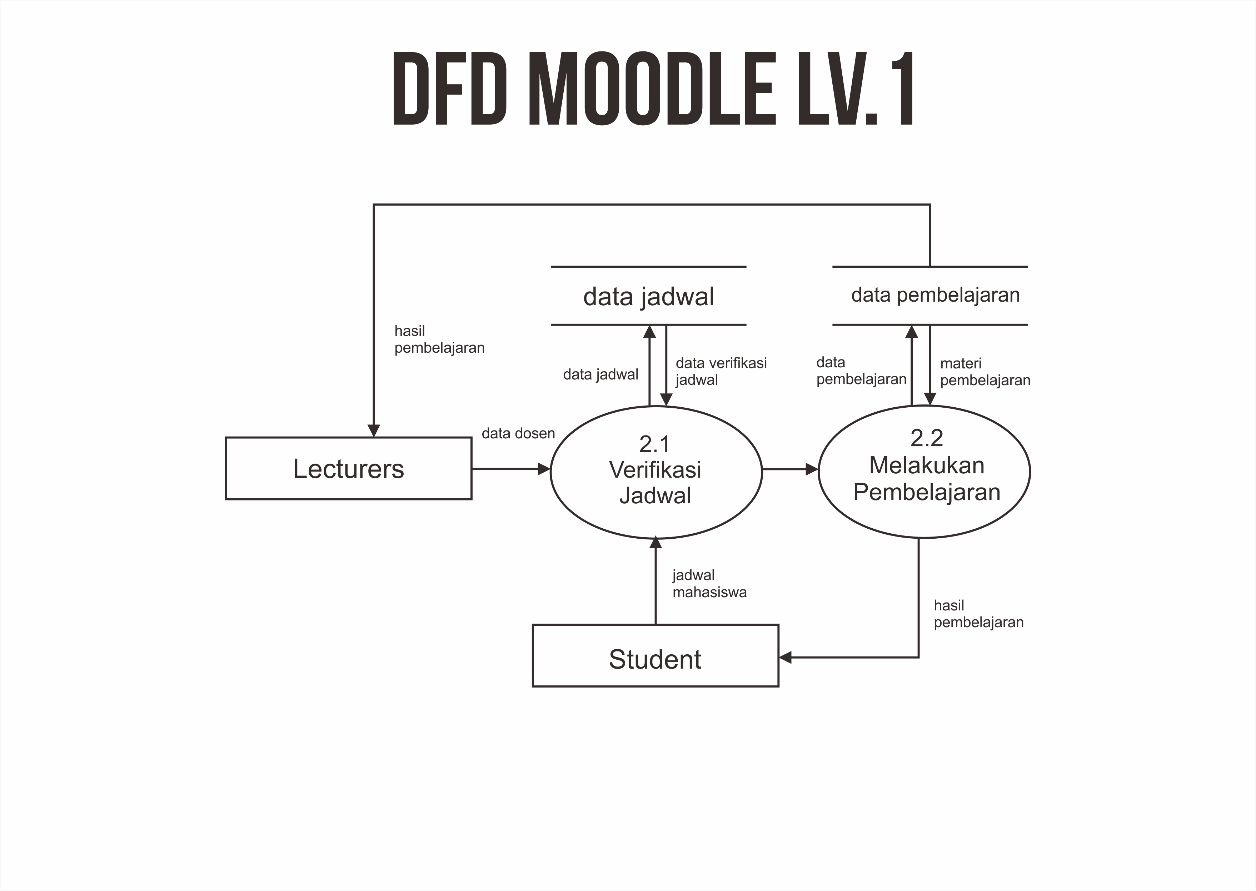 DFD MOODLE LV.1
data jadwal
data pembelajaran
hasil
pembelajaran
data jadwal
data verifikasi
jadwal
data
pembelajaran
materi
pembelajaran
Lecturers
data dosen
2.1
Verifikasi
Jadwal
2.2
Melakukan
Pembelajaran
jadwal
mahasiswa
hasil
pembelajaran
Student